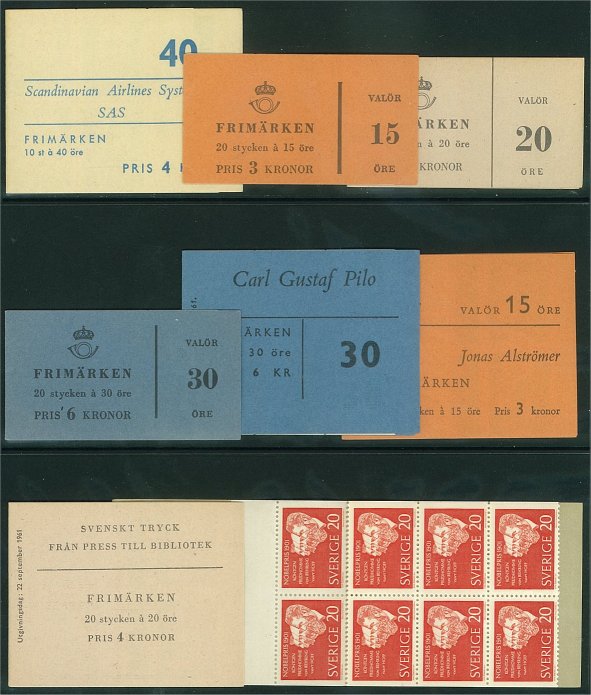 40
Scandinavian Airlines Syst
SAS
FRIMÄRKEN
10 st à 40 öre
PRIS 4 K
FRIMÄRKEN
20 stycken à 15 öre
PRIS 3 KRONOR
VALÖR
15
ÖRE
ÄRKEN
à 20 öre
KRONOR
VALÖR
20
ÖRE
FRIMÄRKEN
20 stycken à 30 öre
PRIS 6 KRONOR
VALÖR
30
ÖRE
Carl Gustaf Pilo
61.
MÄRKEN
30 öre
6 KR
30
VALÖR 15 ÖRE
Jonas Alströmer
ÄRKEN
cken à 15 öre Pris 3 kronor
Utgivningsdag: 22 september 1961
SVENSKT TRYCK
FRÅN PRESS TILL BIBLIOTEK
FRIMÄRKEN
20 stycken à 20 öre
PRIS 4 KRONOR
NOBELPRIS 1901
SVERIGE 20
NOBELPRIS 1901
SVERIGE 20
NOBELPRIS 1901
SVERIGE 20
NOBELPRIS 1901
SVERIGE 20
NOBELPRIS 1901
SVERIGE 20
NOBELPRIS 1901
SVERIGE 20
NOBELPRIS 1901
SVERIGE 20
NOBELPRIS 1901
SVERIGE 20